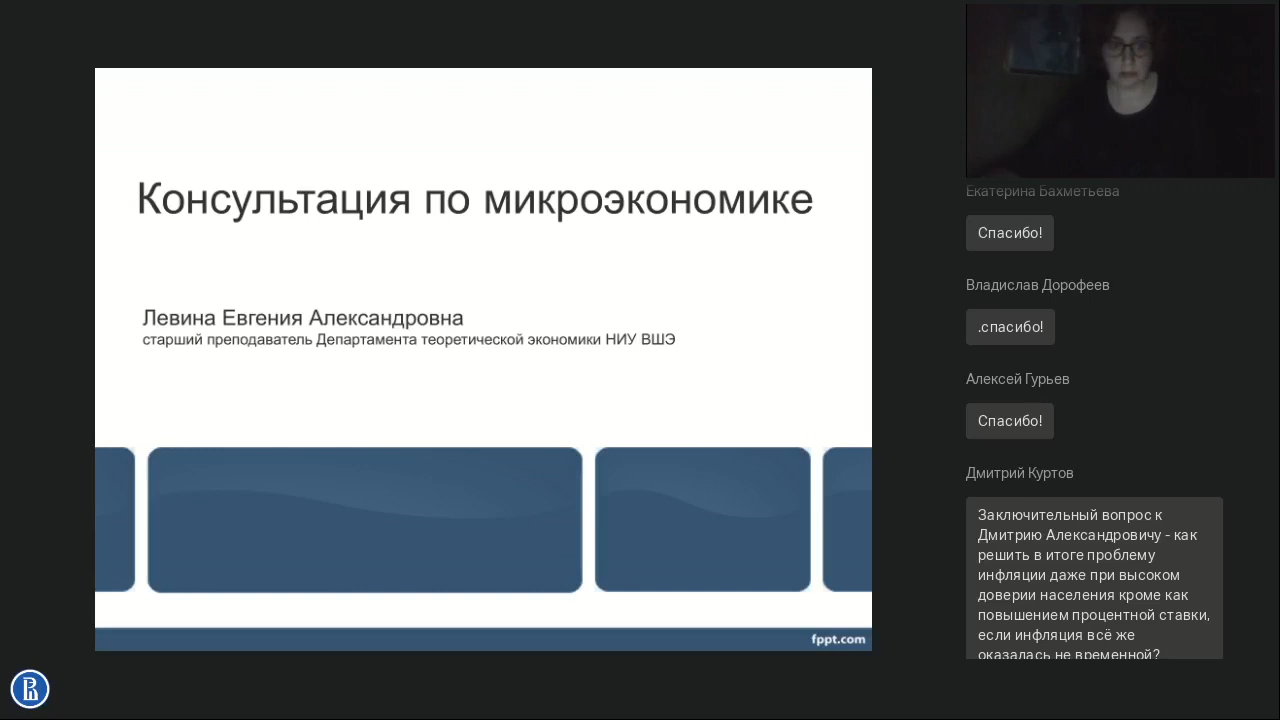 Консультация по микроэкономике
Левина Евгения Александровна
старший преподаватель Департамента теоретической экономики НИУ ВШЭ
fppt.com
Екатерина Бахметьева
Спасибо!
Владислав Дорофеев
.спасибо!
Алексей Гурьев
Спасибо!
Дмитрий Куртов
Заключительный вопрос к
Дмитрию Александровичу - как
решить в итоге проблему
инфляции даже при высоком
доверии населения кроме как
повышением процентной ставки,
если инфляция всё же
оказалась не временной?